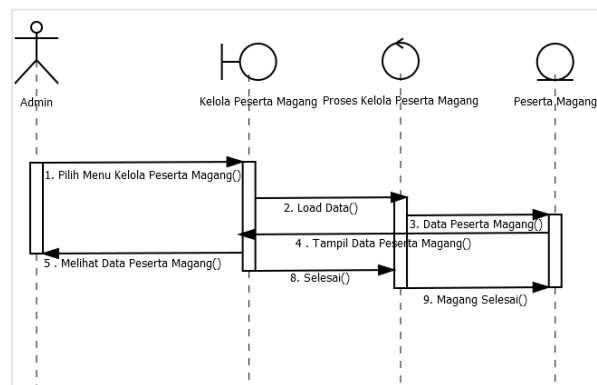 Admin
Kelola Peserta Magang
Proses Kelola Peserta Magang
Peserta Magang
1. Pilih Menu Kelola Peserta Magang()
2. Load Data()
3. Data Peserta Magang()
4 . Tampil Data Peserta Magang()
5 . Melihat Data Peserta Magang()
8. Selesai()
9. Magang Selesai()